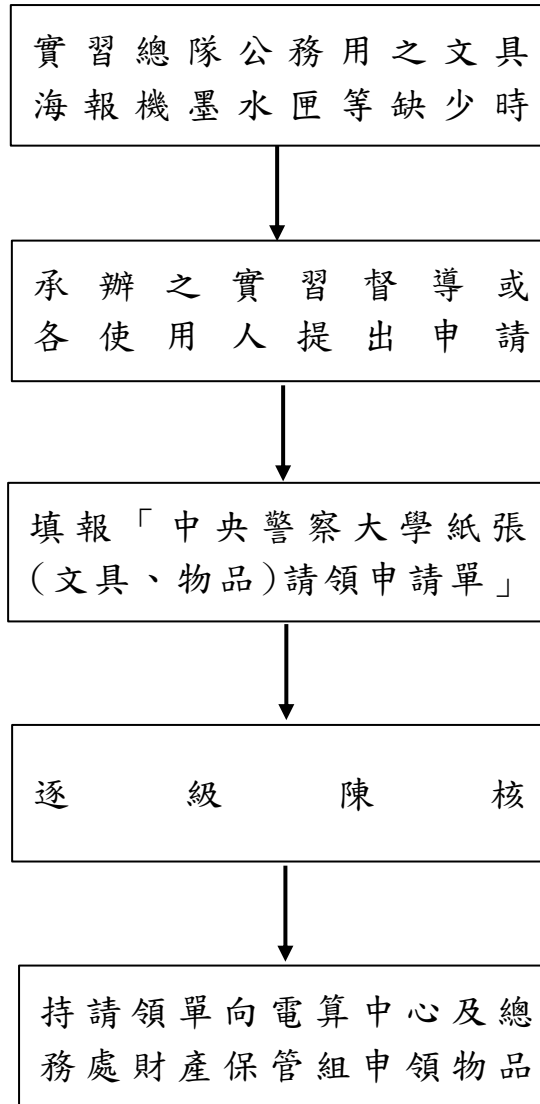 實習總隊公務用之文具
海報機墨水匣等缺少時
承辦之實習督導或
各使用人提出申請
填報「中央警察大學紙張
(文具、物品)請領申請單」
逐級陳核
持請領單向電算中心及總
務處財產保管組申領物品